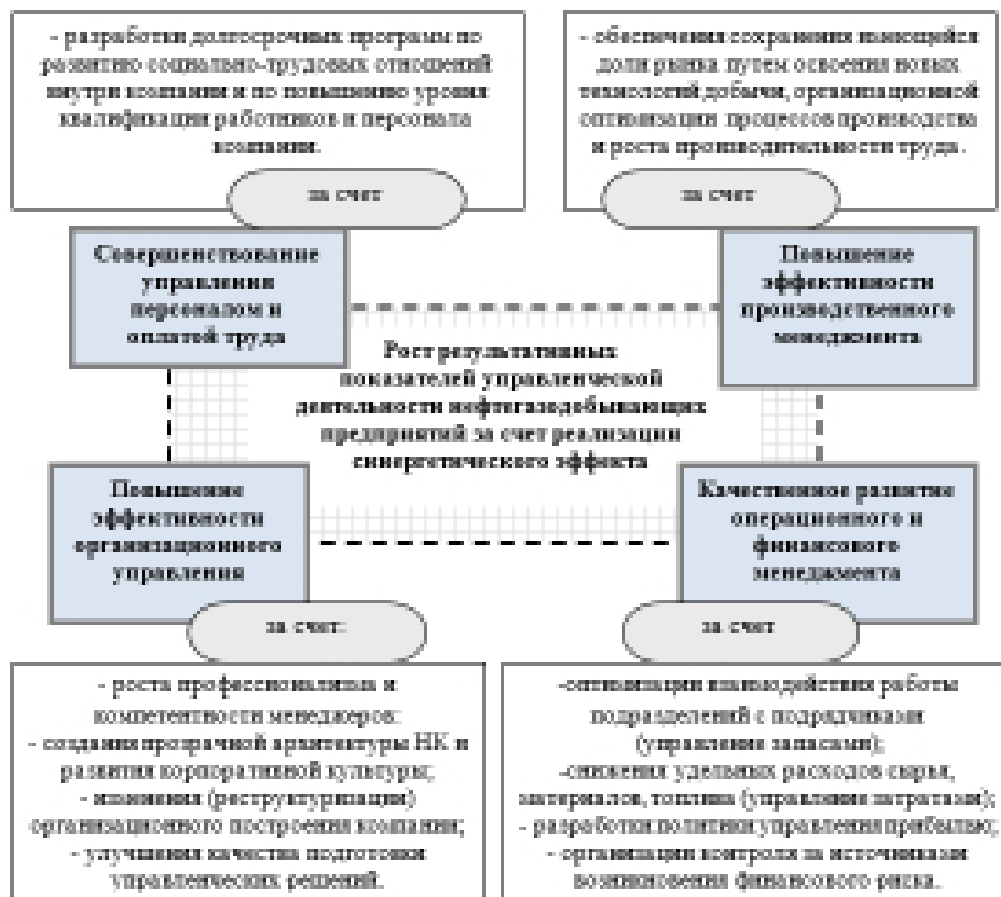 - разработки долгосрочных программ по
развитию социально-трудовых отношений
внутри компании и по повышению уровня
квалификации работников и персонала
компании.
за счет
Совершенствование
управления
персоналом и
оплатой труда
- обеспечения сохранения имеющейся
доли рынка путем освоения новых
технологий добычи, организационной
оптимизации процессов производства
и роста производительности труда.
за счет
Повышение
эффективности
производственного
менеджмента
Рост результативных
показателей управленческой
деятельности нефтегазодобывающих
предприятий за счет реализации
синергетического эффекта
Повышение
эффективности
организационного
управления
за счет:
- роста профессионализма и
компетентности менеджеров:
- создания прозрачной архитектуры НК и
развития корпоративной культуры;
- изменения (реструктуризации)
организационного построения компании;
- улучшения качества подготовки
управленческих решений.
Качественное развитие
операционного и
финансового
менеджмента
за счет
-оптимизации взаимодействия работы
подразделений с подрядчиками
(управление запасами);
-снижения удельных расходов сырья,
материалов, топлива (управление затратами);
- разработки политики управления прибылью;
- организации контроля за источниками
возникновения финансового риска.